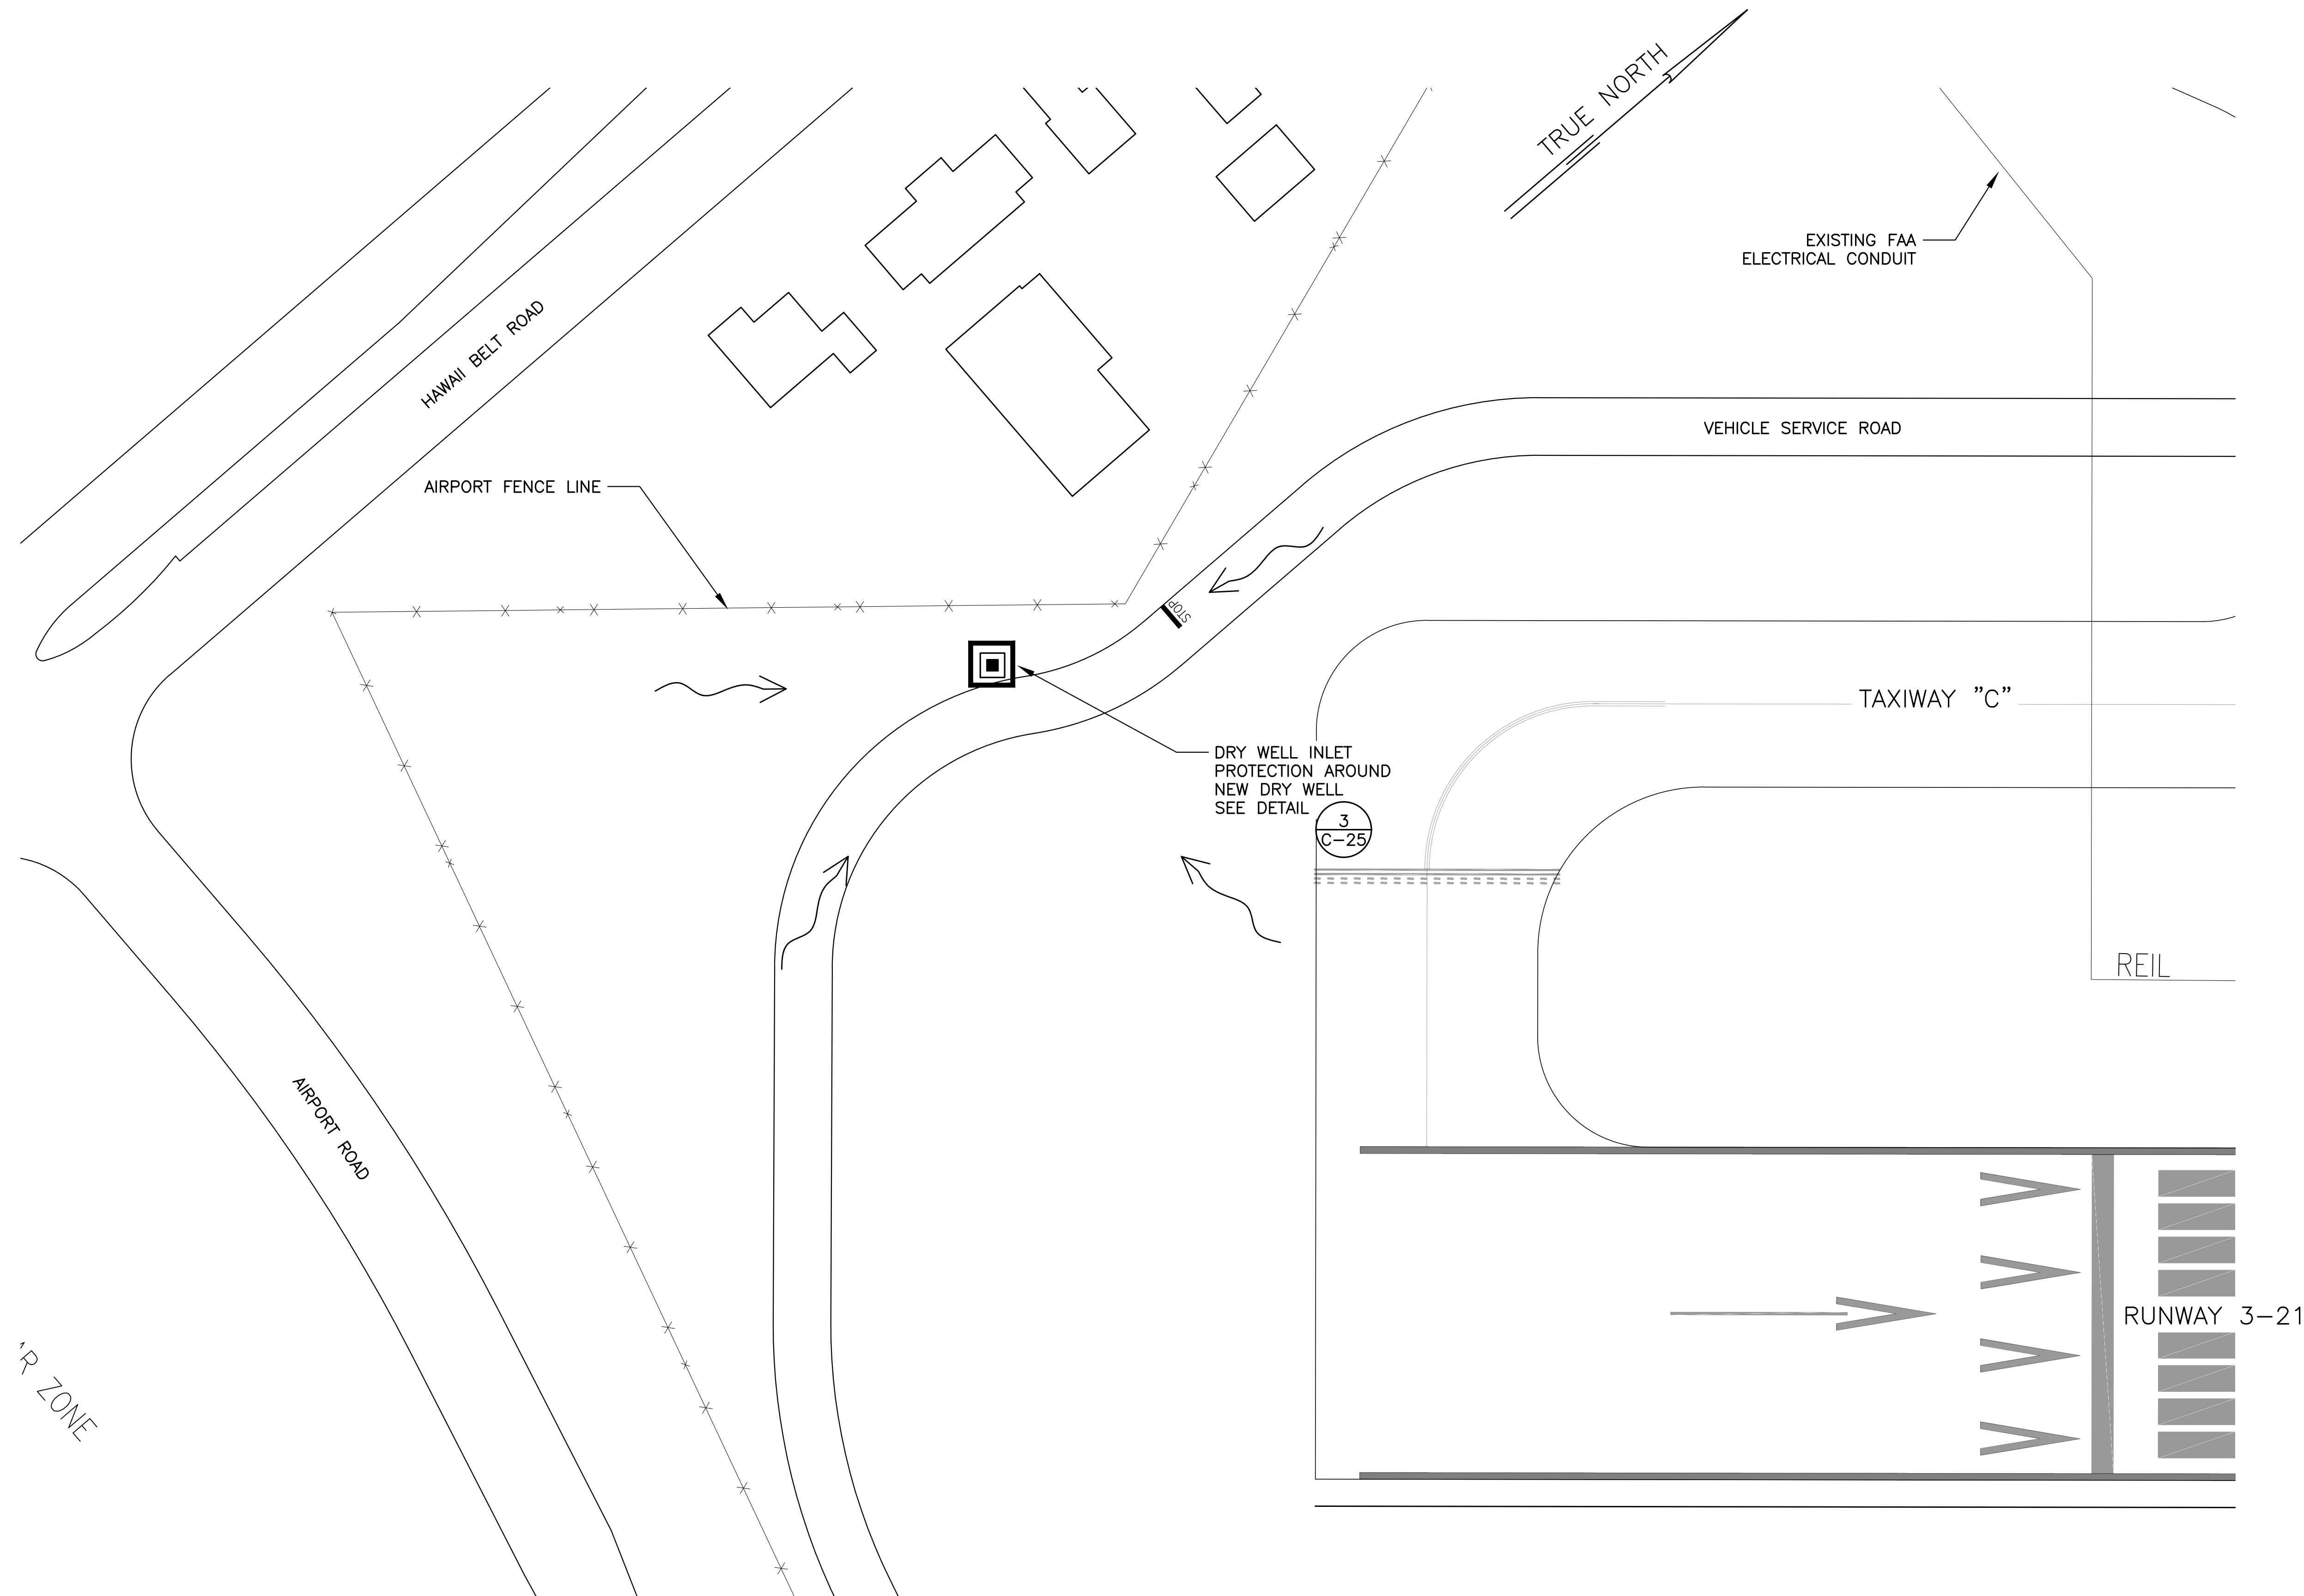 TRUE NORTH
EXISTING FAA
ELECTRICAL CONDUIT
HAWAII BELT ROAD
VEHICLE SERVICE ROAD
AIRPORT FENCE LINE
STOP
TAXIWAY "C"
DRY WELL INLET
PROTECTION AROUND
NEW DRY WELL
SEE DETAIL
3
C-25
REIL
AIRPORT ROAD
RUNWAY 3-21
ZONE